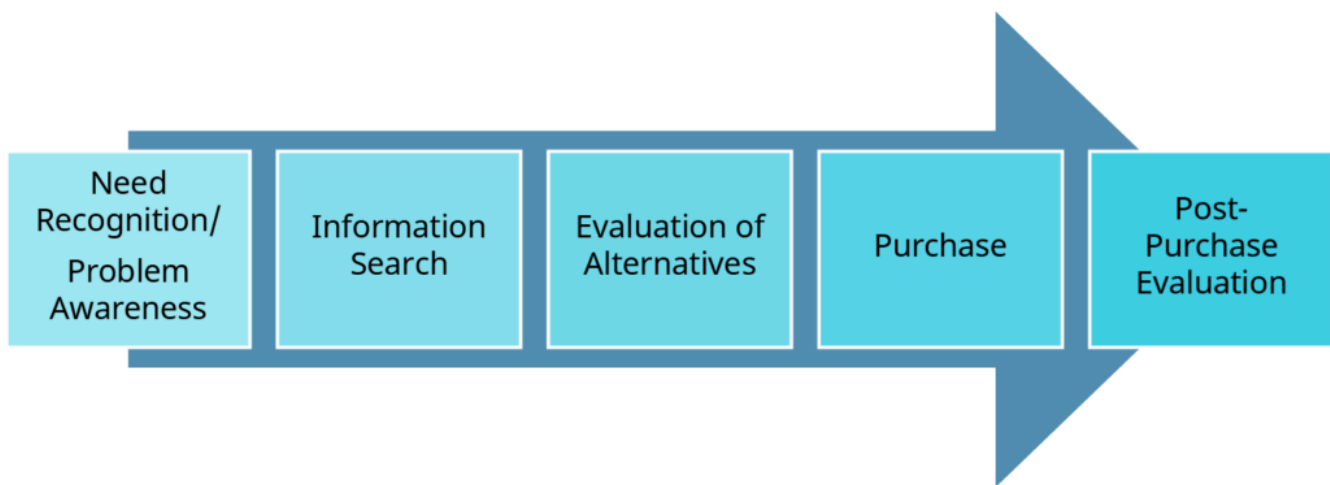 Need
Recognition/
Problem
Awareness
Information
Search
Evaluation of
Alternatives
Purchase
Post-
Purchase
Evaluation